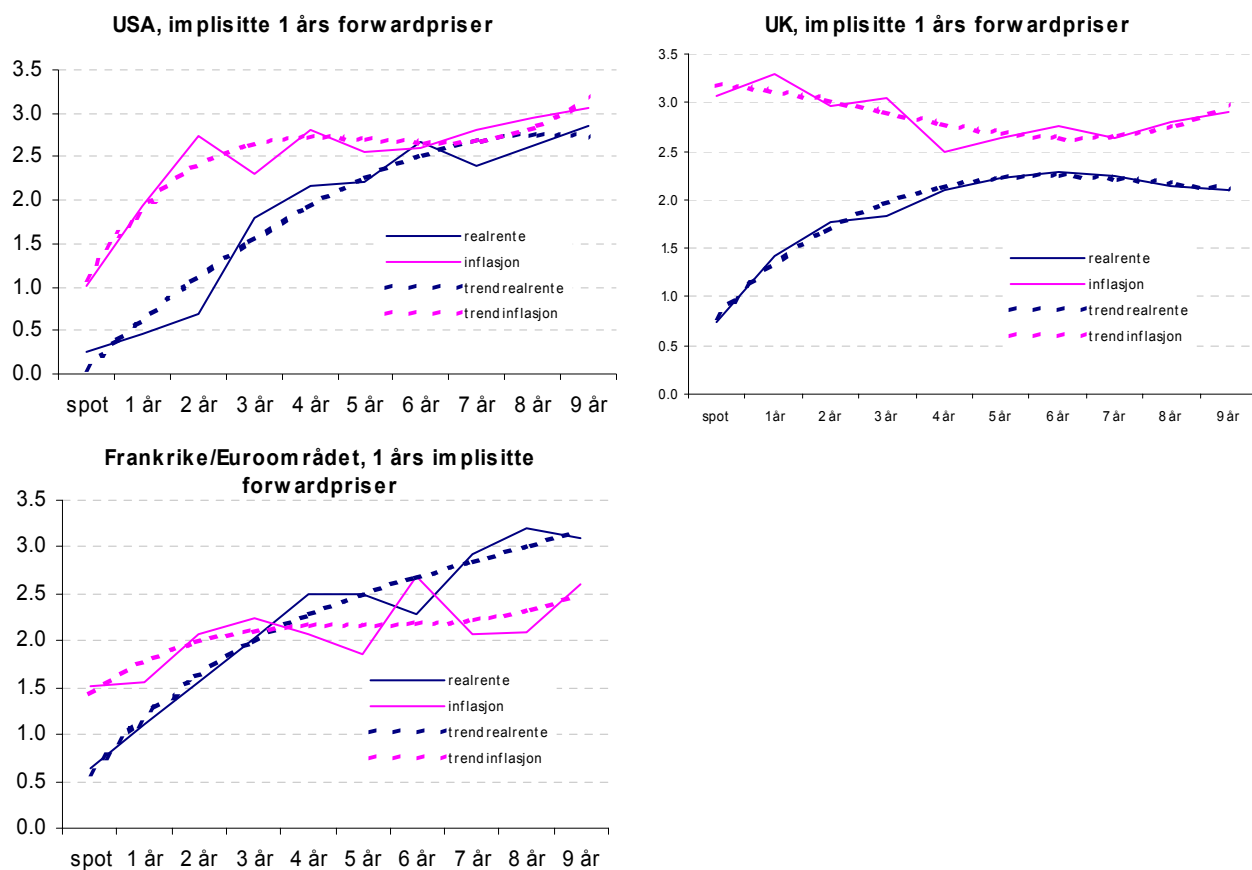 USA, implisitte 1 års forwardpriser
3.5
3.0
2.5
2.0
1.5
1.0
0.5
0.0
realrente
inflasjon
trend realrente
trend inflasjon
spot 1 år 2 år 3 år 4 år 5 år 6 år 7 år 8 år 9 år
UK, implisitte 1 års forwardpriser
3.5
3.0
2.5
2.0
1.5
1.0
0.5
0.0
realrente
inflasjon
trend realrente
trend inflasjon
spot 1 år 2 år 3 år 4 år 5 år 6 år 7 år 8 år 9 år
Frankrike/Euroområdet, 1 års implisitte
forwardpriser
3.5
3.0
2.5
2.0
1.5
1.0
0.5
0.0
realrente
inflasjon
trend realrente
trend inflasjon
spot 1 år 2 år 3 år 4 år 5 år 6 år 7 år 8 år 9 år